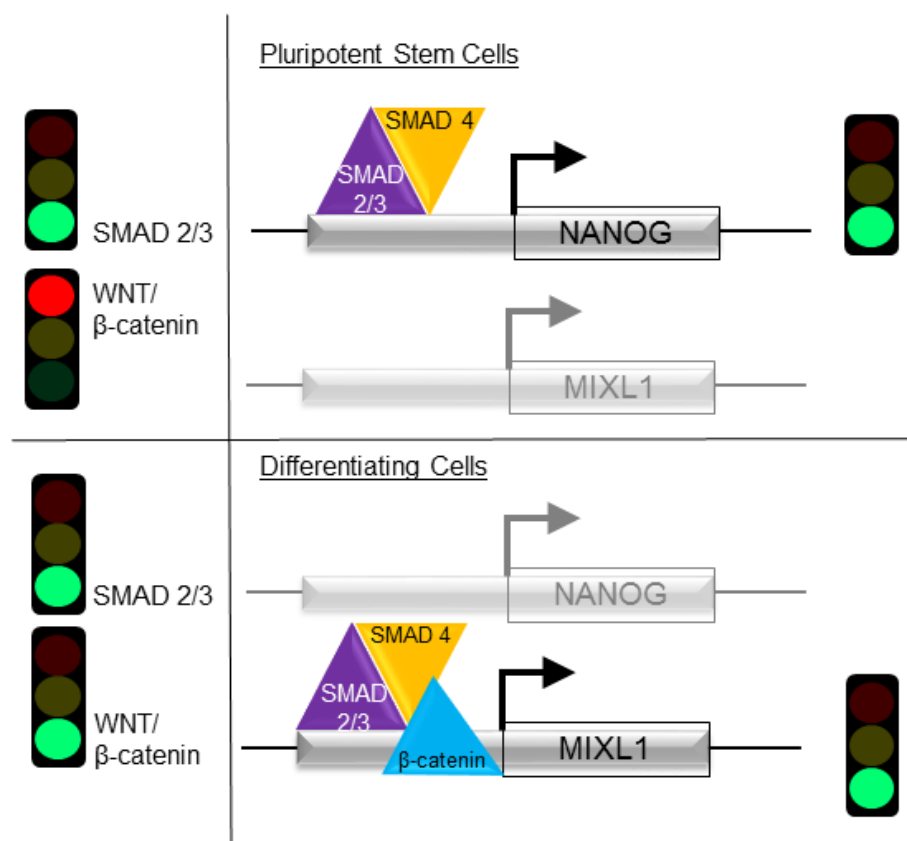 Pluripotent Stem Cells
SMAD 4
SMAD
2/3
NANOG
SMAD 2/3
WNT/
β-catenin
MIXL1
Differentiating Cells
NANOG
SMAD 2/3
SMAD 4
SMAD
2/3
β-catenin
MIXL1
WNT/
β-catenin